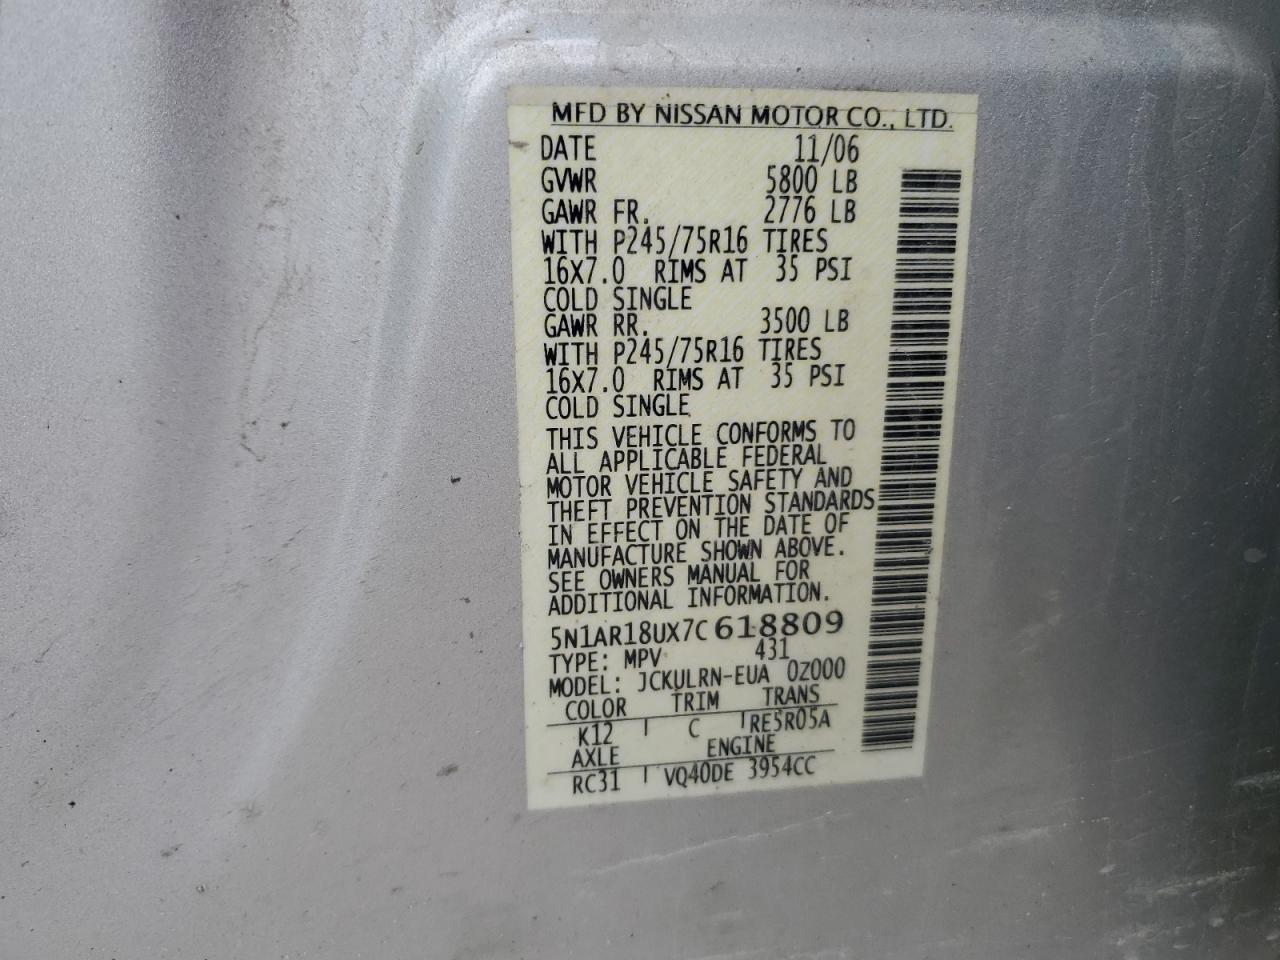 MFD BY NISSAN MOTOR CO., LTD.
DATE 11/06
GVWR 5800 LB
GAWR FR. 2776 LB
WITH P245/75R16 TIRES
16X7.0 RIMS AT 35 PSI
COLD SINGLE
GAWR RR. 3500 LB
WITH P245/75R16 TIRES
16X7.0 RIMS AT 35 PSI
COLD SINGLE
THIS VEHICLE CONFORMS TO
ALL APPLICABLE FEDERAL
MOTOR VEHICLE SAFETY AND
THEFT PREVENTION STANDARDS
IN EFFECT ON THE DATE OF
MANUFACTURE SHOWN ABOVE.
SEE OWNERS MANUAL FOR
ADDITIONAL INFORMATION.
5N1AR18UX7C618809
TYPE: MPV 431
MODEL: JCKULRN-EUA 0Z000
COLOR TRIM TRANS
K12 C RE5R05A
AXLE ENGINE
RC31 VQ40DE 3954CC